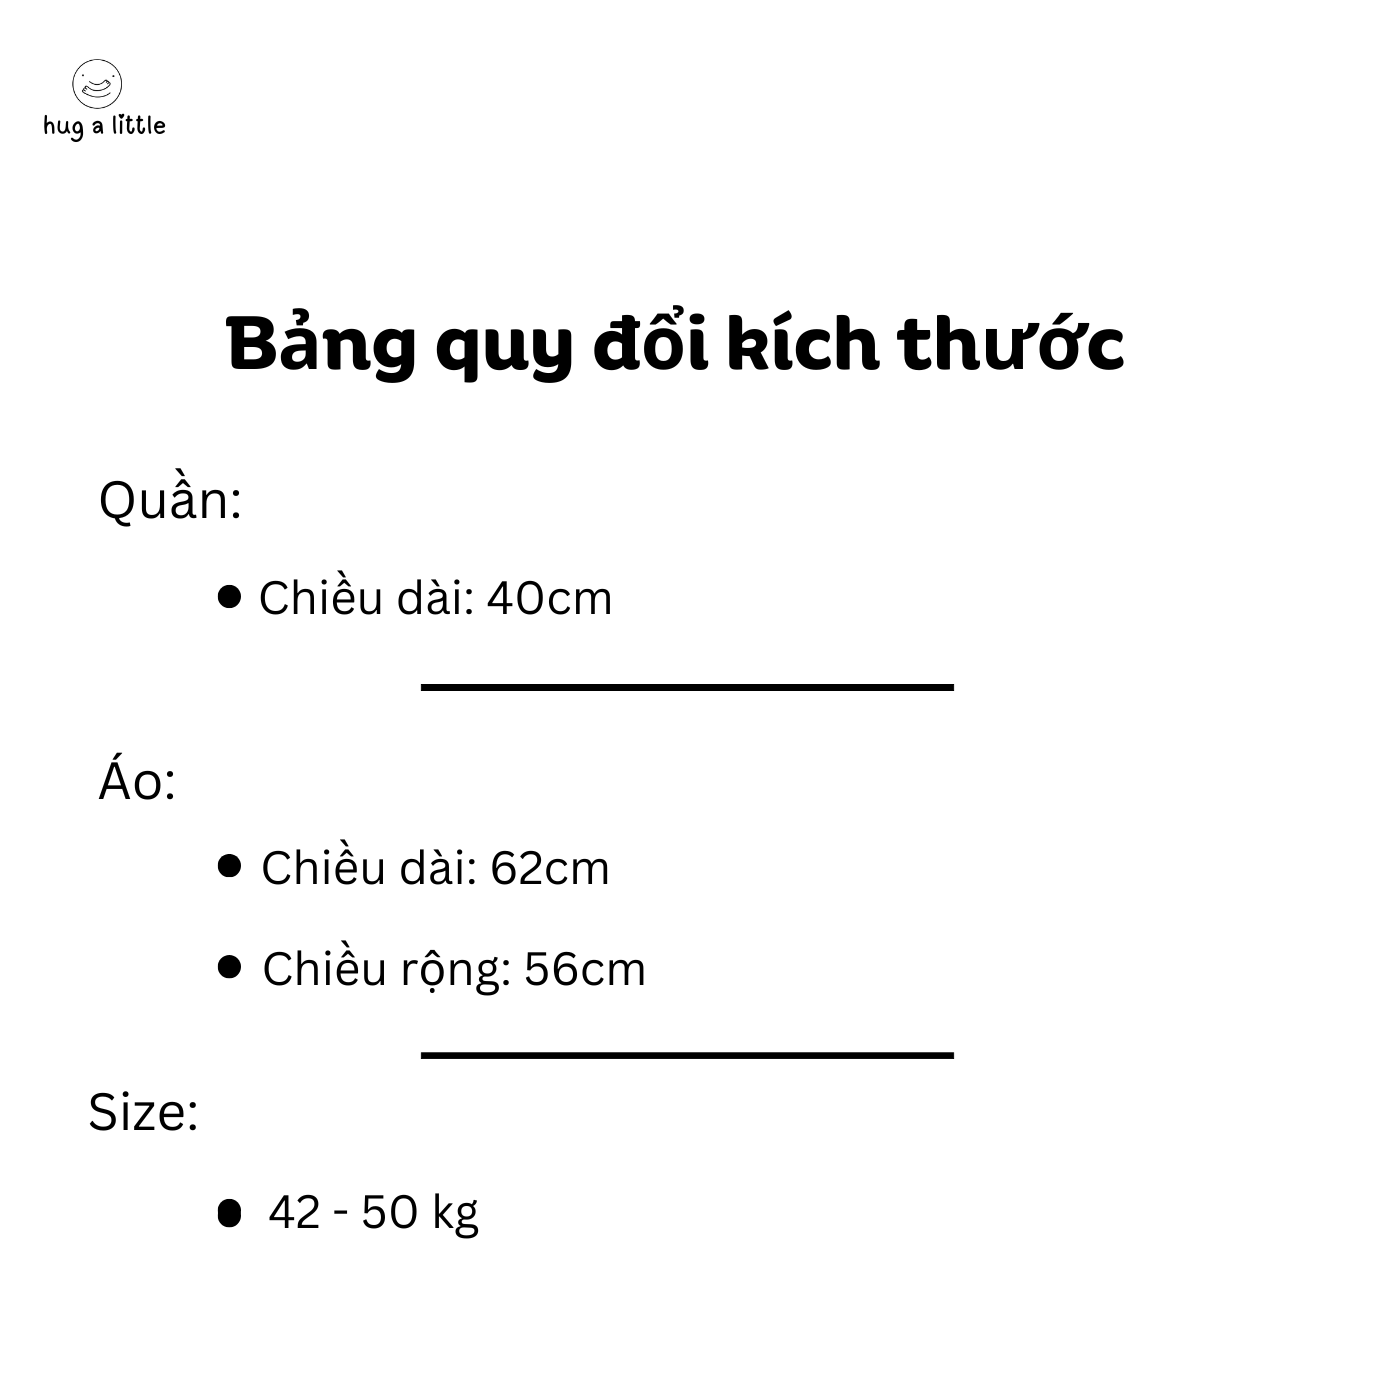 hug a little
Bảng quy đổi kích thước
Quần:
• Chiều dài: 40cm
Áo:
• Chiều dài: 62cm
• Chiều rộng: 56cm
Size:
• 42 - 50 kg